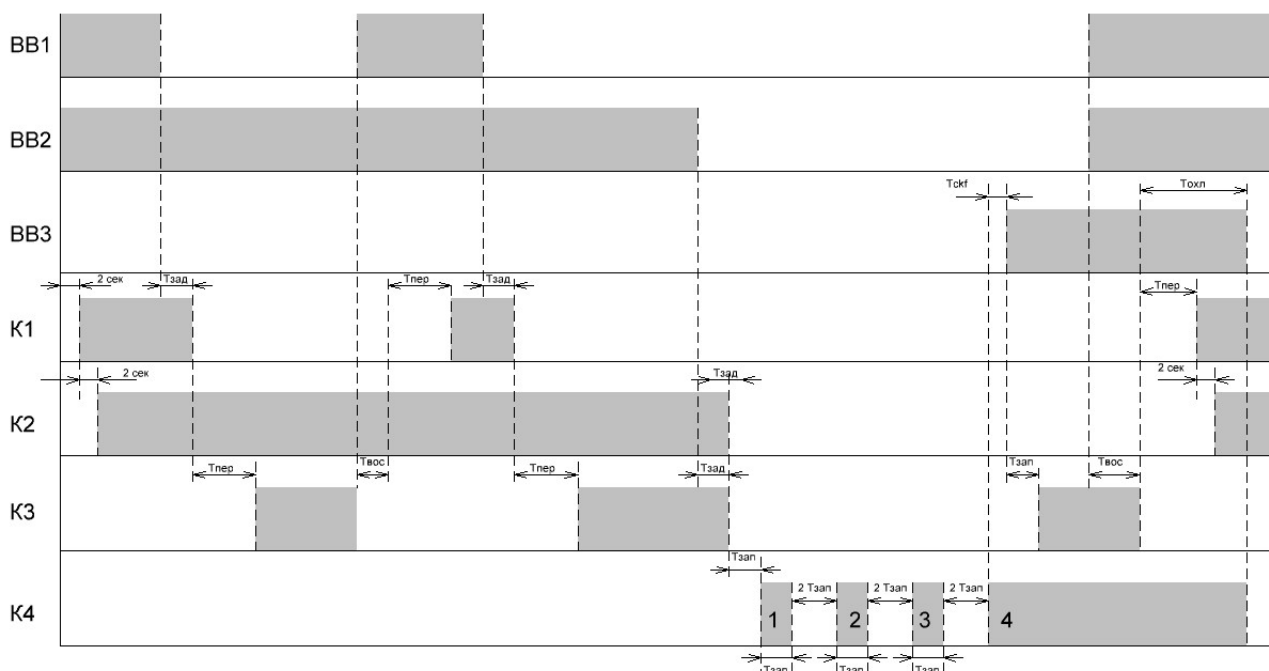 ВВ1
ВВ2
Тckf
Тохл
ВВ3
2 сек
Тзад
Тпер
Тзад
Тпер
К1
2 сек
Тзад
2 сек
К2
Тпер
Твос
Тпер
Тзад
Тзап
Твос
К3
Тзап
2 Тзап
2 Тзап
2 Тзап
К4
1
2
3
4
Тзап
Тзап
Тзап